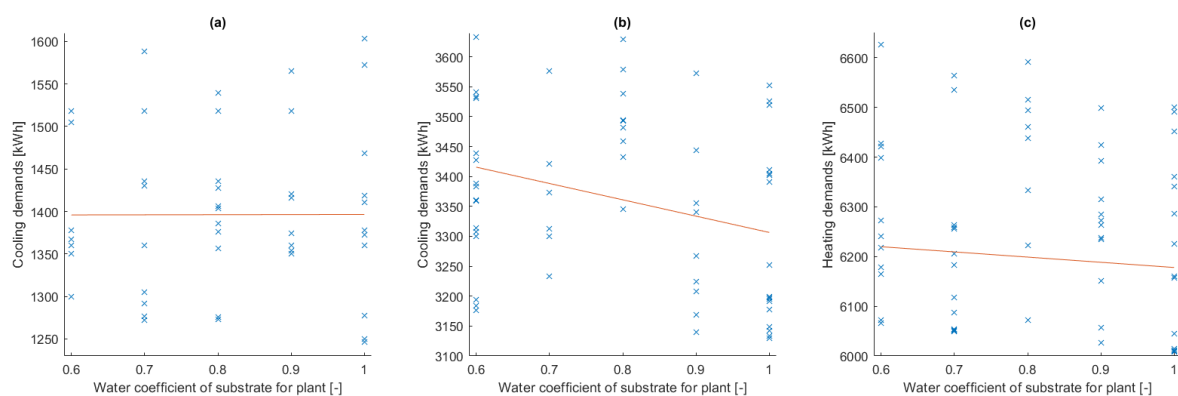 (a)
Cooling demands [kWh]
1600
1550
1500
1450
1400
1350
1300
1250
0.6 0.7 0.8 0.9 1
Water coefficient of substrate for plant [-]
(b)
Cooling demands [kWh]
3600
3550
3500
3450
3400
3350
3300
3250
3200
3150
3100
0.6 0.7 0.8 0.9 1
Water coefficient of substrate for plant [-]
(c)
Heating demands [kWh]
6600
6500
6400
6300
6200
6100
6000
0.6 0.7 0.8 0.9 1
Water coefficient of substrate for plant [-]